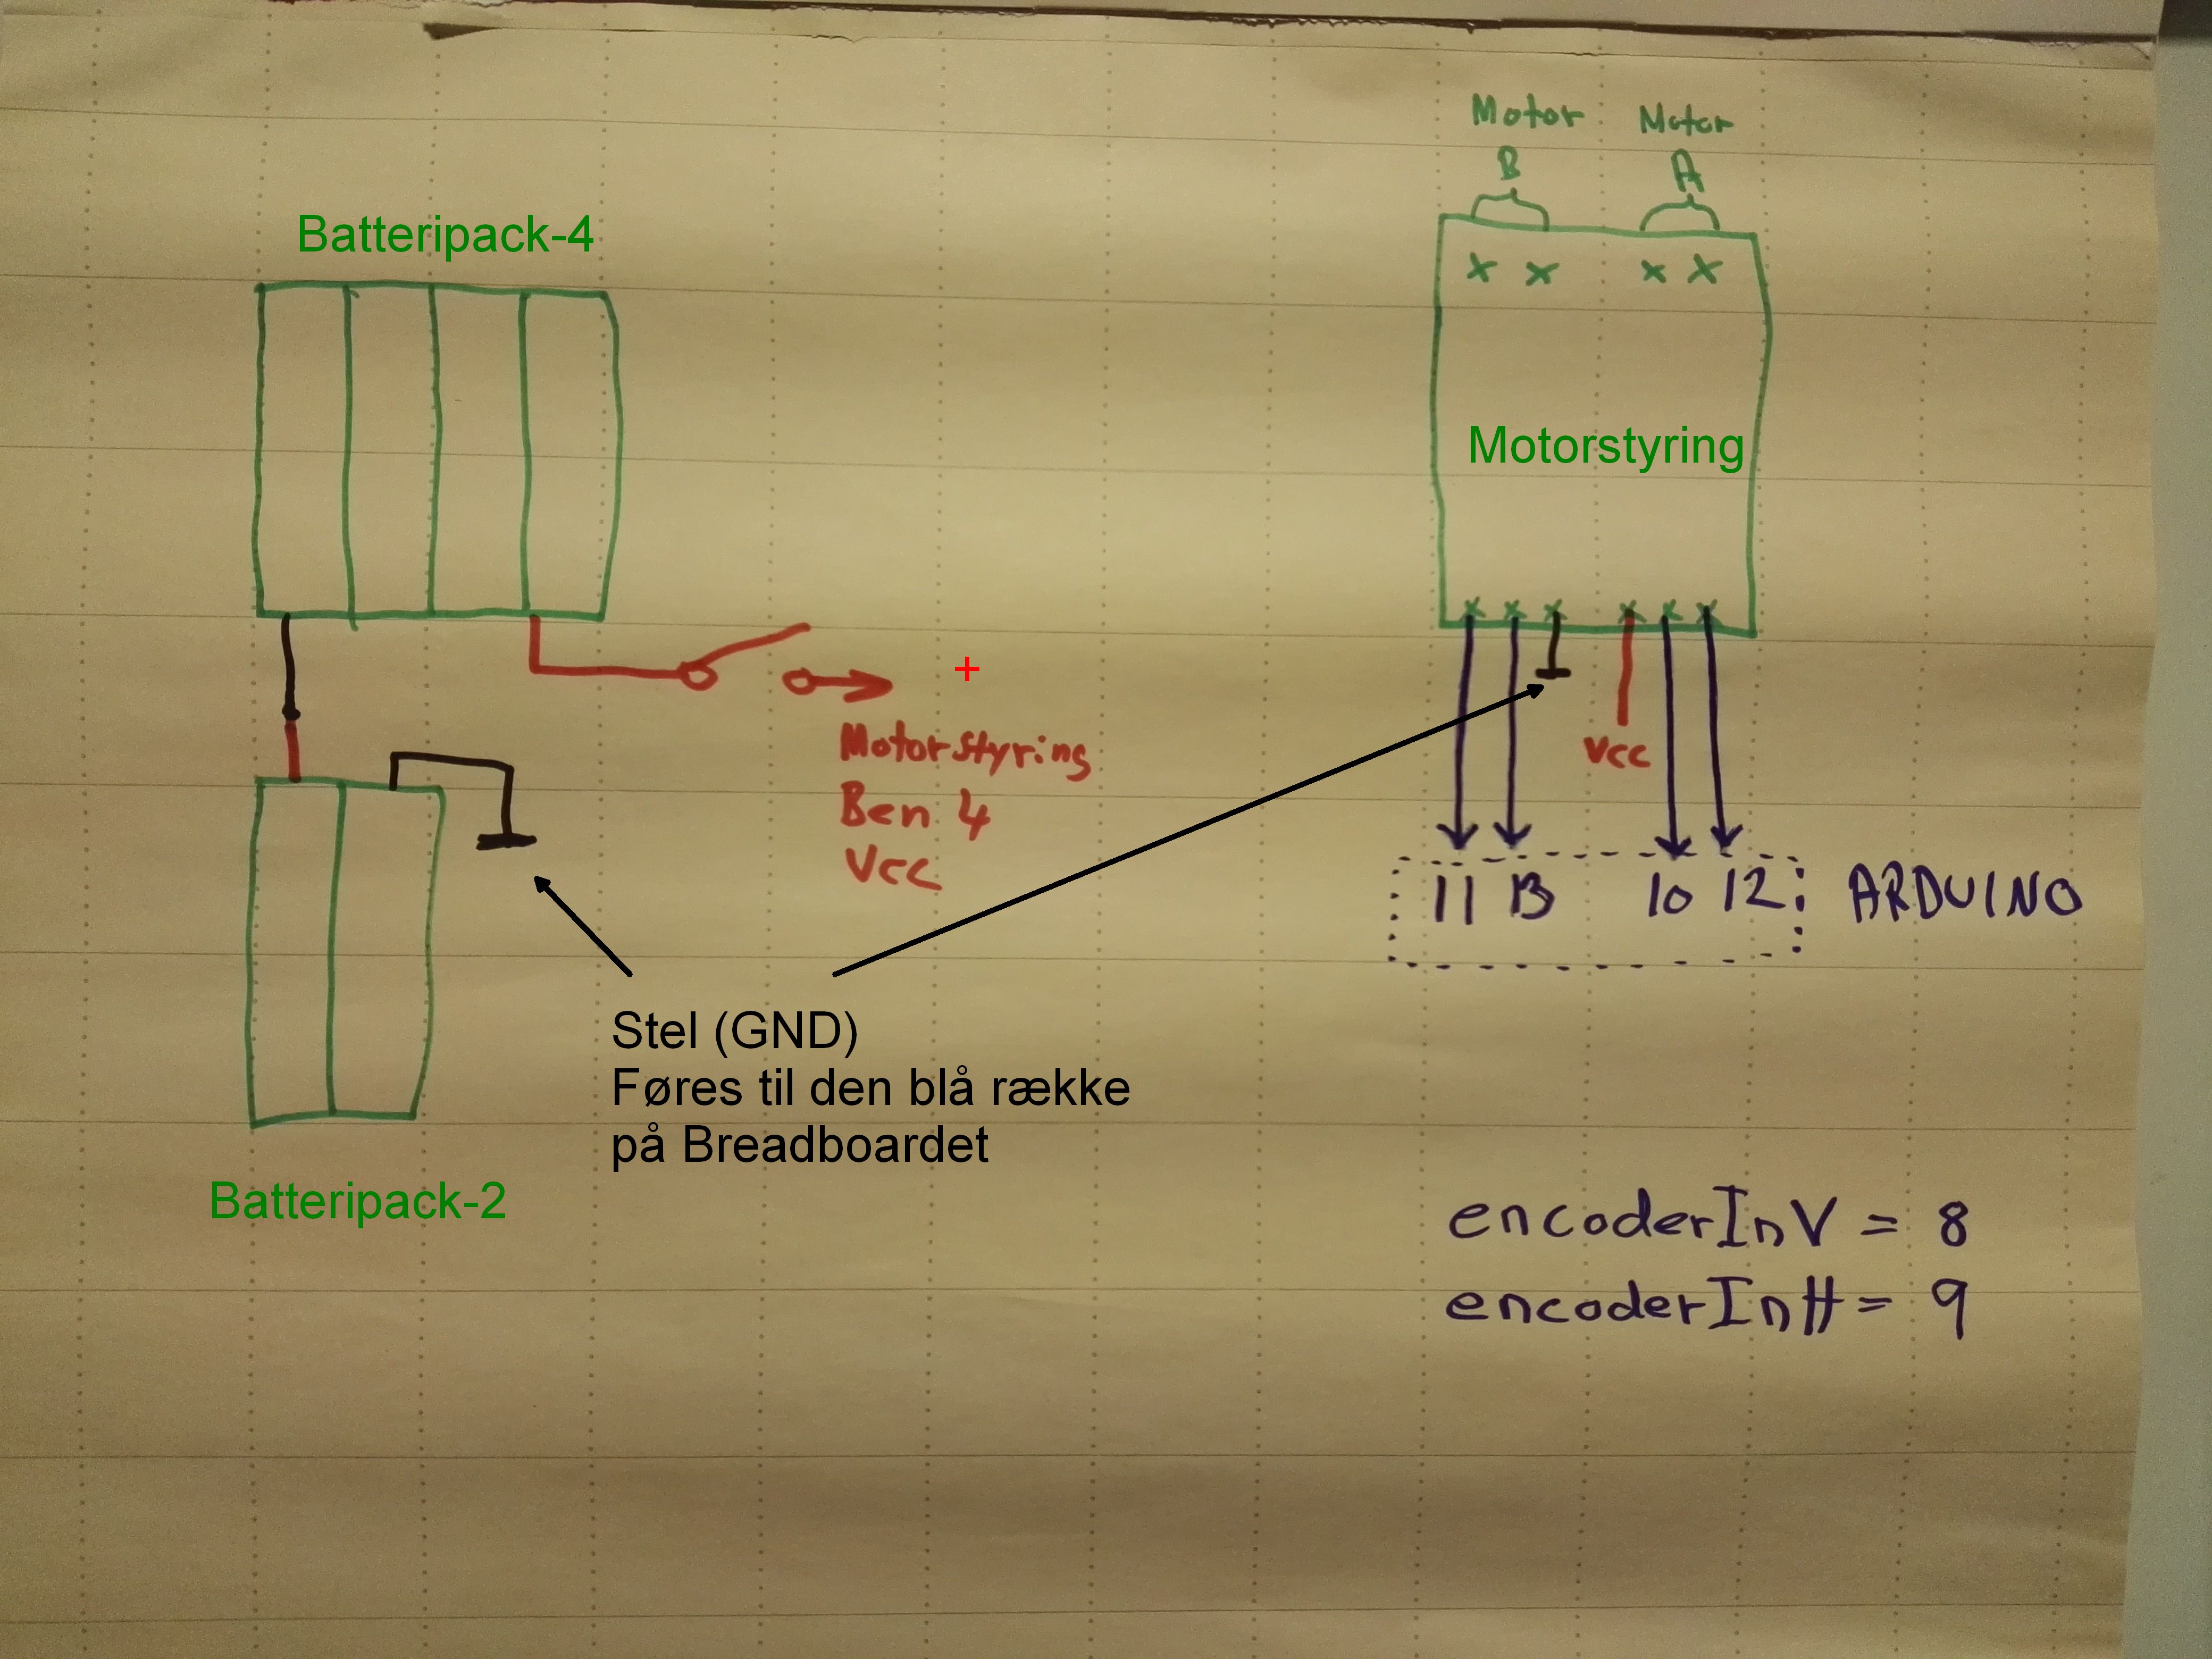 Motor Motor
B A
Batteripack-4
Motorstyring
+
Motorstyring
Ben 4
Vcc
Vcc
11 13 10 12 ARDUINO
Stel (GND)
Føres til den blå række
på Breadboardet
Batteripack-2
encoderInV = 8
encoderInH = 9